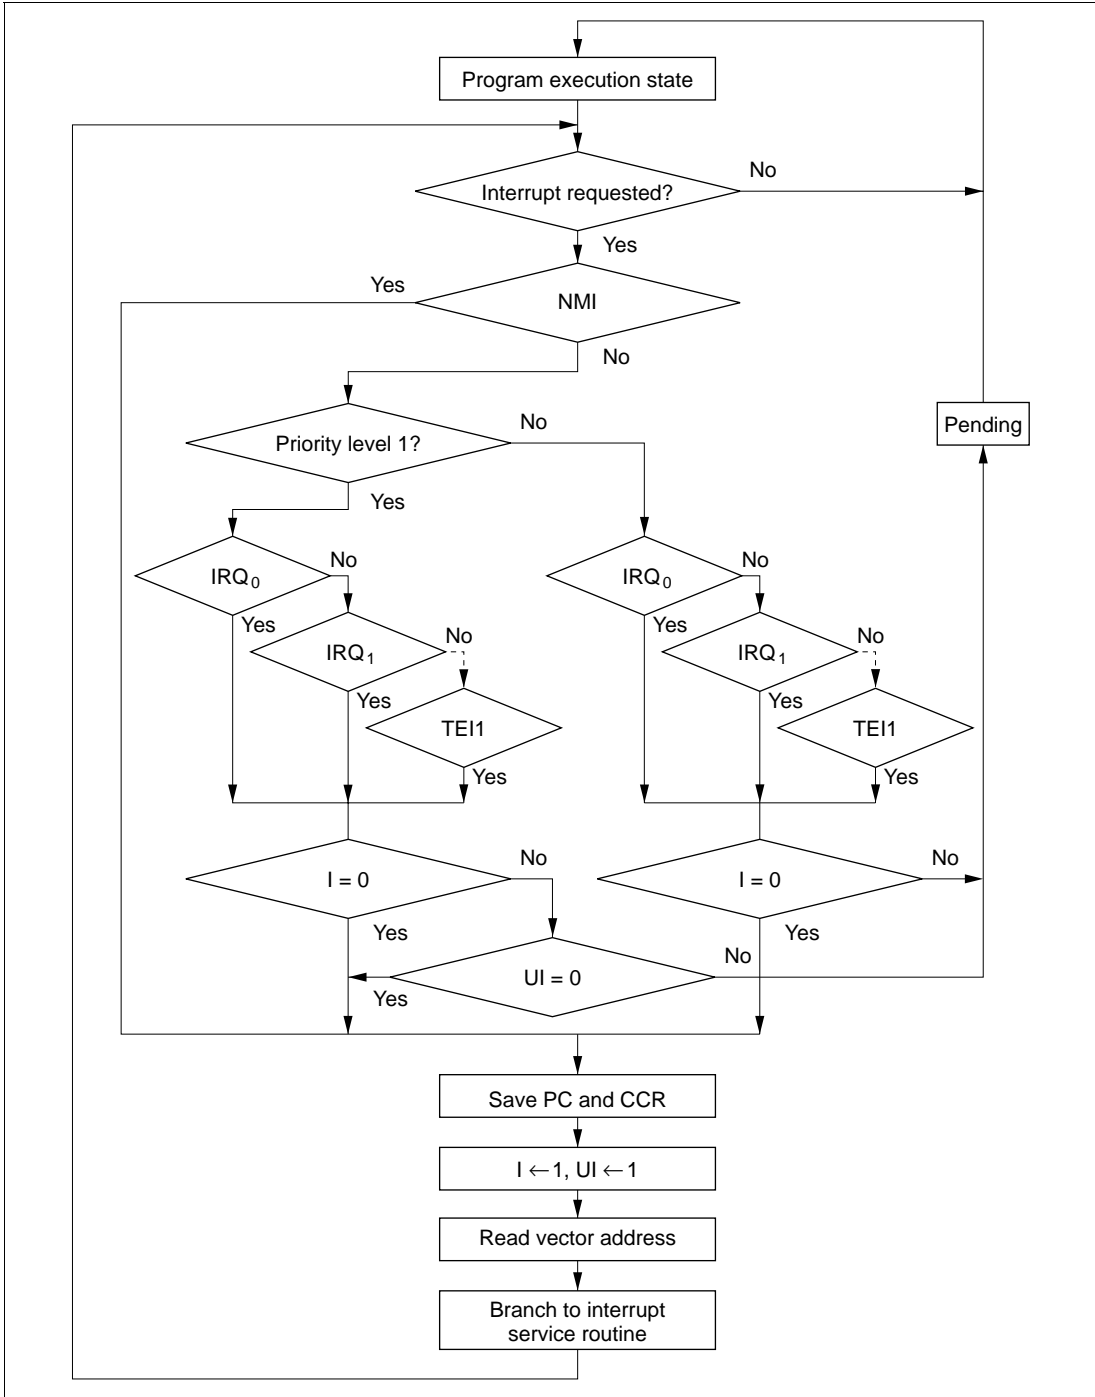 Program execution state
Interrupt requested?
No
Yes
Yes
NMI
No
Priority level 1?
No
Pending
Yes
IRQ0
No
IRQ0
No
Yes
IRQ1
No
Yes
IRQ1
No
Yes
TEI1
Yes
TEI1
Yes
Yes
I = 0
No
I = 0
No
Yes
Yes
UI = 0
No
Yes
Save PC and CCR
I ← 1, UI ← 1
Read vector address
Branch to interrupt
service routine